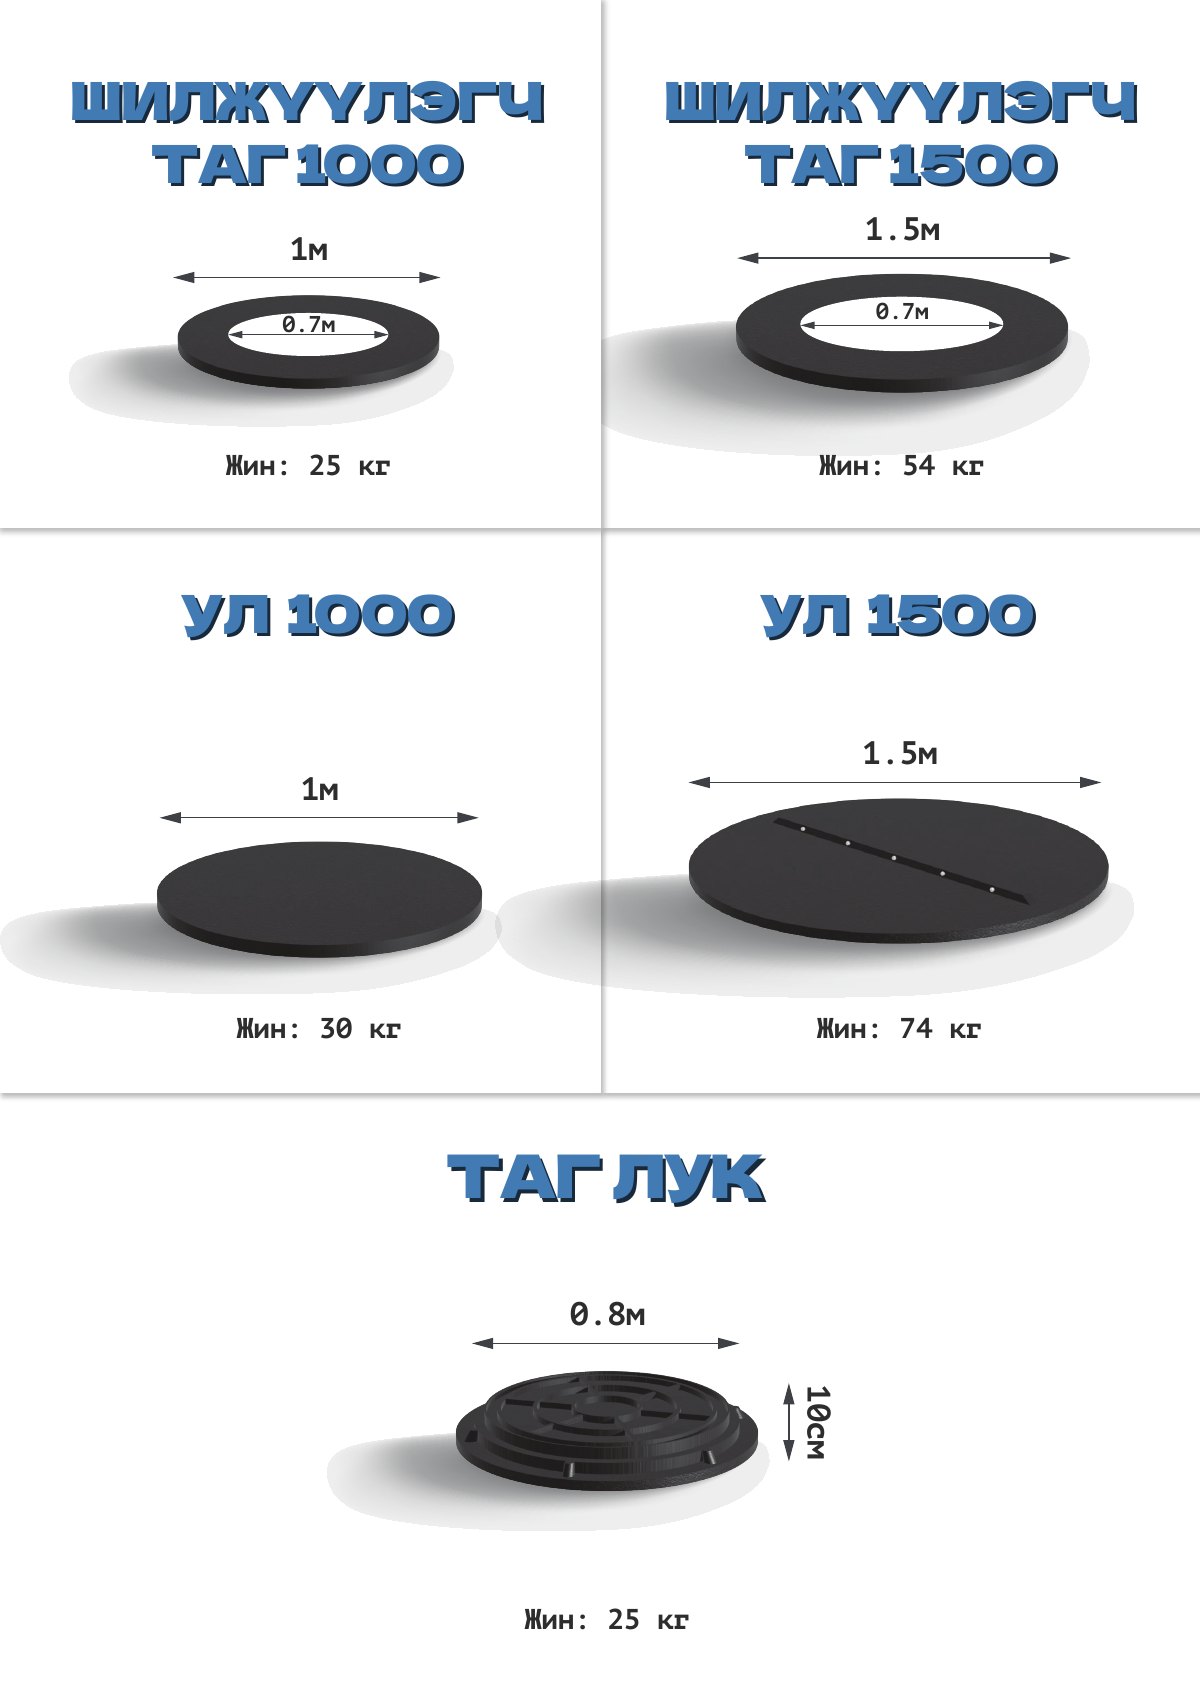 ШИЛЖҮҮЛЭГЧ
ТАГ 1000
1м
0.7м
Жин: 25 кг
ШИЛЖҮҮЛЭГЧ
ТАГ 1500
1.5м
0.7м
Жин: 54 кг
УЛ 1000
1м
Жин: 30 кг
УЛ 1500
1.5м
Жин: 74 кг
ТАГ ЛУК
0.8м
10см
Жин: 25 кг